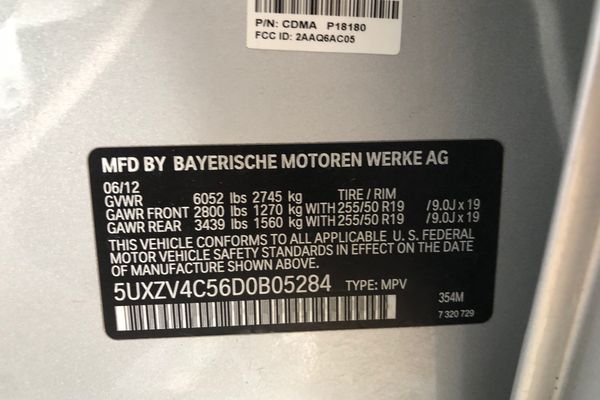 P/N: CDMA P18180
FCC ID: 2AAQ6AC05
MFD BY BAYERISCHE MOTOREN WERKE AG
06/12
GVWR 6052 lbs 2745 kg TIRE / RIM
GAWR FRONT 2800 lbs 1270 kg WITH 255/50 R19 /9.0J x 19
GAWR REAR 3439 lbs 1560 kg WITH 255/50 R19 /9.0J x 19
THIS VEHICLE CONFORMS TO ALL APPLICABLE U. S. FEDERAL
MOTOR VEHICLE SAFETY STANDARDS IN EFFECT ON THE DATE
OF MANUFACTURE SHOWN ABOVE.
5UXZV4C56D0B05284 TYPE: MPV
354M
7 320 729